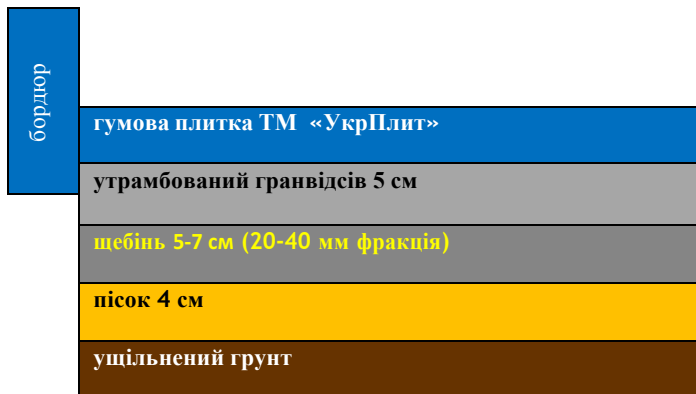 бордюр
гумова плитка ТМ «УкрПлит»
утрамбований гранвідсів 5 см
щебінь 5-7 см (20-40 мм фракція)
пісок 4 см
ущільнений грунт